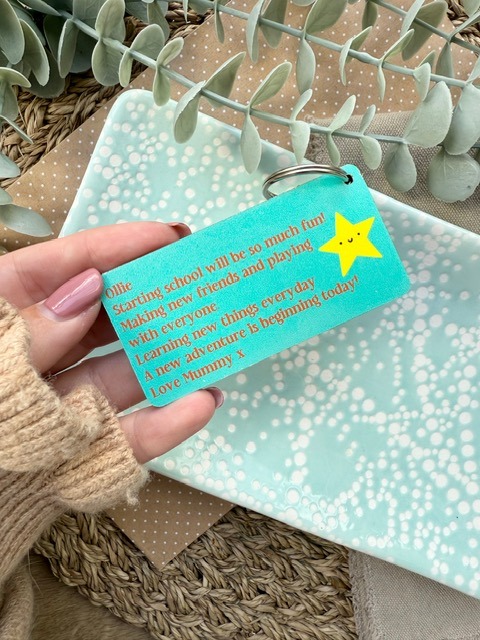 Ollie
Starting school will be so much fun!
Making new friends and playing
with everyone
Learning new things everyday
A new adventure is beginning today!
Love Mummy x